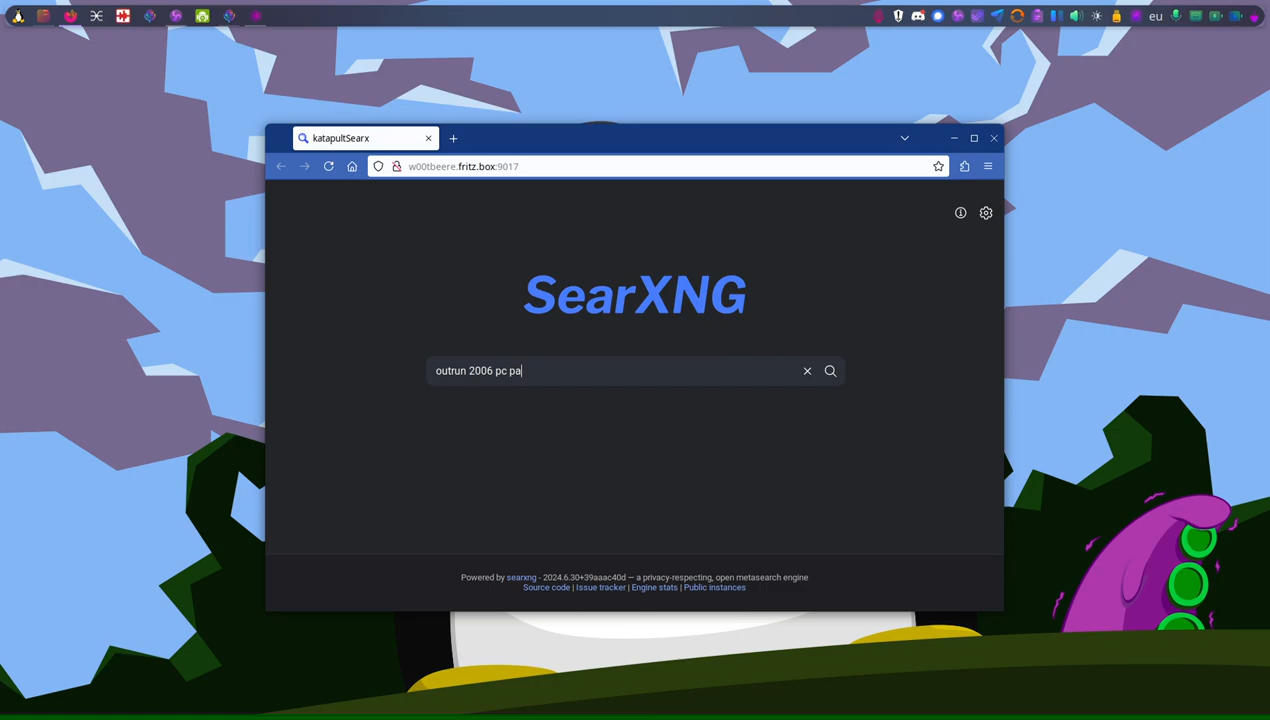 eu
katapultSearx
w00tbeere.fritz.box:9017
SearXNG
outrun 2006 pc pa
Powered by searxng - 2024.6.30+39aaac40d — a privacy-respecting, open metasearch engine
Source code | Issue tracker | Engine stats | Public instances